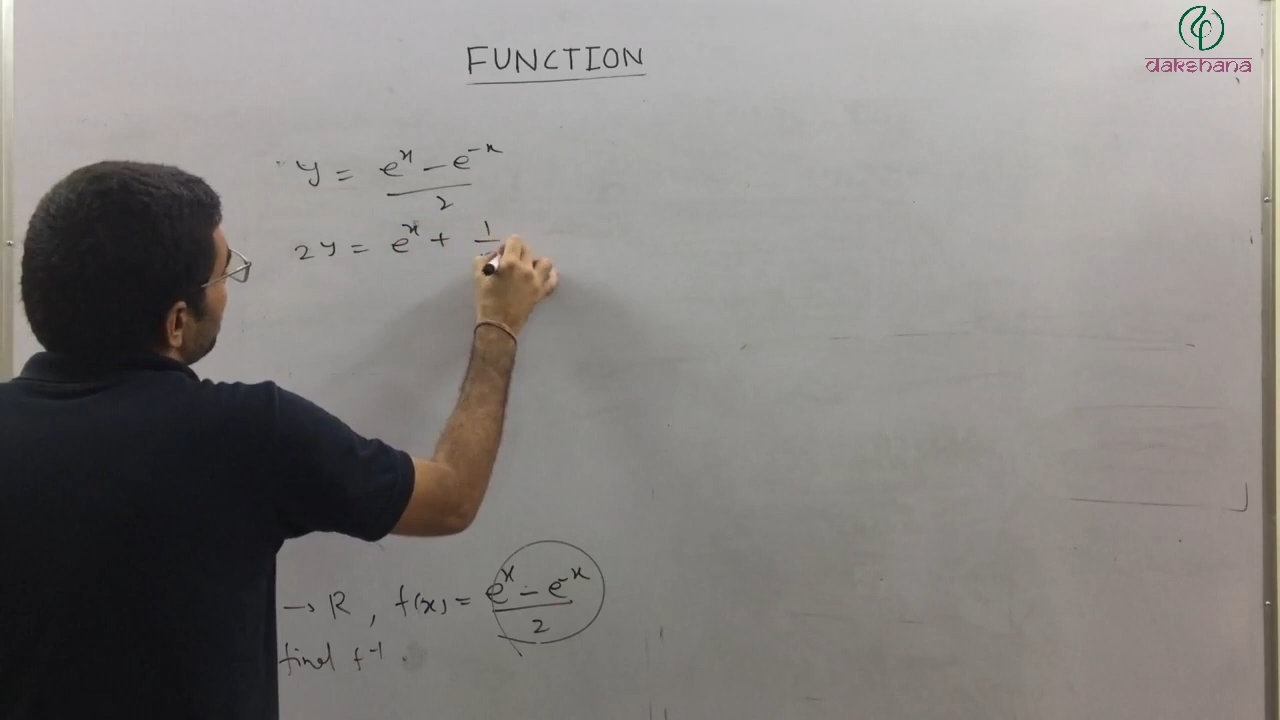 dakshana
FUNCTION
y = (e^x - e^-x)/2
2y = e^x + 1
→ R, f(x) = (e^x - e^-x)/2
find f^-1.